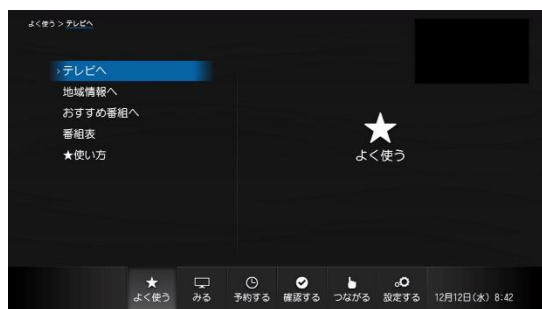 よく使う > テレビへ
› テレビへ
地域情報へ
おすすめ番組へ
番組表
★使い方
★
よく使う
★ よく使う みる 予約する 確認する つながる 設定する 12月12日(水) 8:42